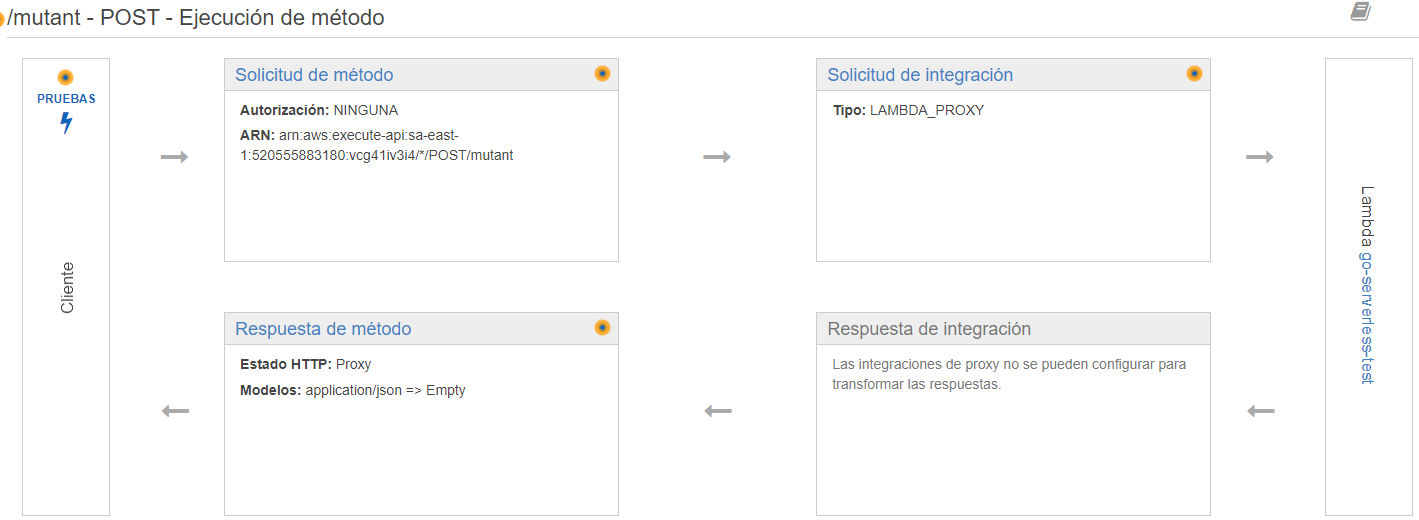 /mutant - POST - Ejecución de método
PRUEBAS
Cliente
Solicitud de método
Autorización: NINGUNA
ARN: arn:aws:execute-api:sa-east-
1:520555883180:vcg41iv3i4/*/POST/mutant
Solicitud de integración
Tipo: LAMBDA_PROXY
Lambda go-serverless-test
Respuesta de método
Estado HTTP: Proxy
Modelos: application/json => Empty
Respuesta de integración
Las integraciones de proxy no se pueden configurar para
transformar las respuestas.